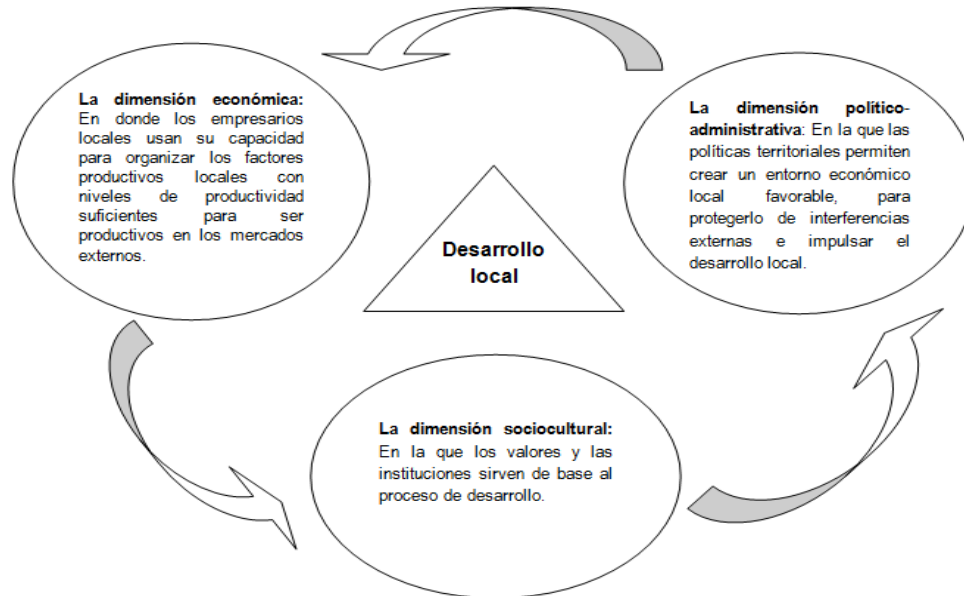 La dimensión económica:
En donde los empresarios
locales usan su capacidad
para organizar los factores
productivos locales con
niveles de productividad
suficientes para ser
productivos en los mercados
externos.
La dimensión político-
administrativa: En la que las
políticas territoriales permiten
crear un entorno económico
local favorable, para
protegerlo de interferencias
externas e impulsar el
desarrollo local.
Desarrollo
local
La dimensión sociocultural:
En la que los valores y las
instituciones sirven de base al
proceso de desarrollo.